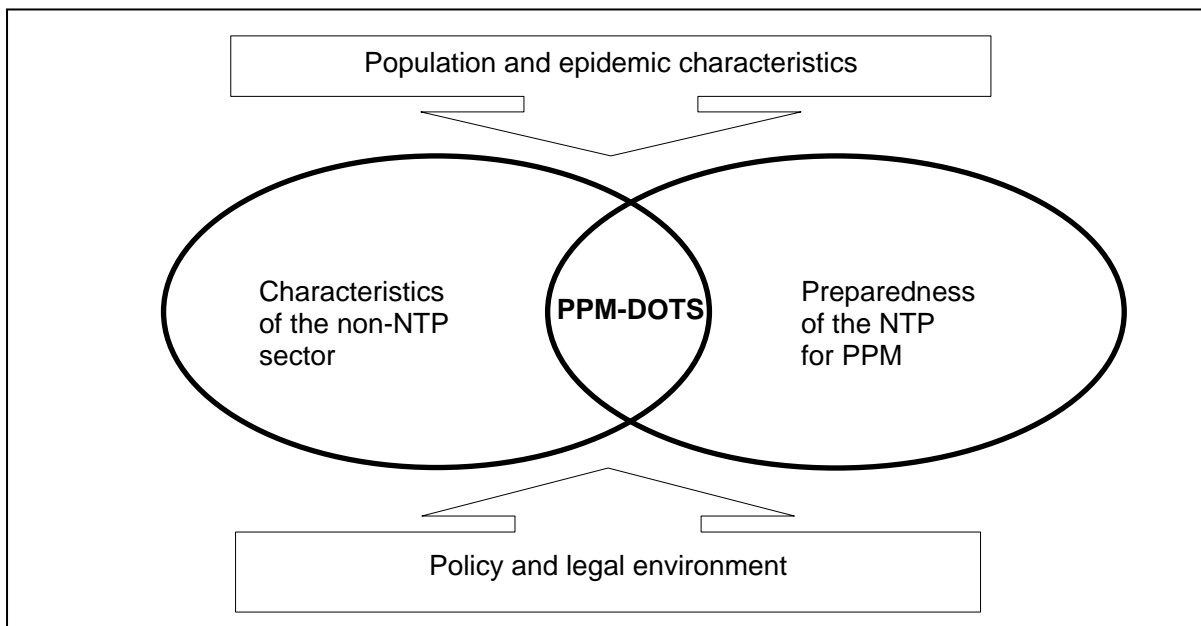 Population and epidemic characteristics
Characteristics
of the non-NTP
sector
PPM-DOTS
Preparedness
of the NTP
for PPM
Policy and legal environment